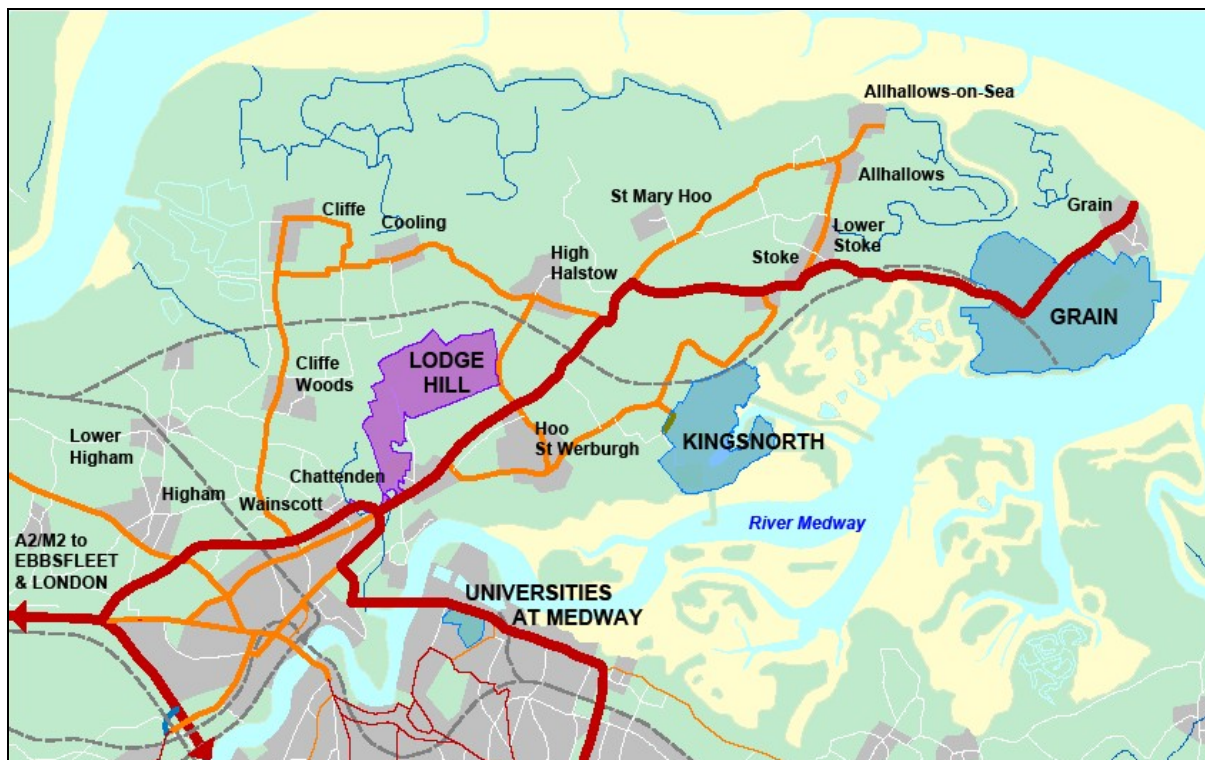 Allhallows-on-Sea
Allhallows
St Mary Hoo
Grain
Cliffe
Cooling
Lower
Stoke
High
Halstow
Stoke
GRAIN
LODGE
HILL
Cliffe
Woods
Hoo
St Werburgh
KINGSNORTH
Lower
Higham
Chattenden
Higham
Wainscott
River Medway
A2/M2 to
EBBSFLEET
& LONDON
UNIVERSITIES
AT MEDWAY